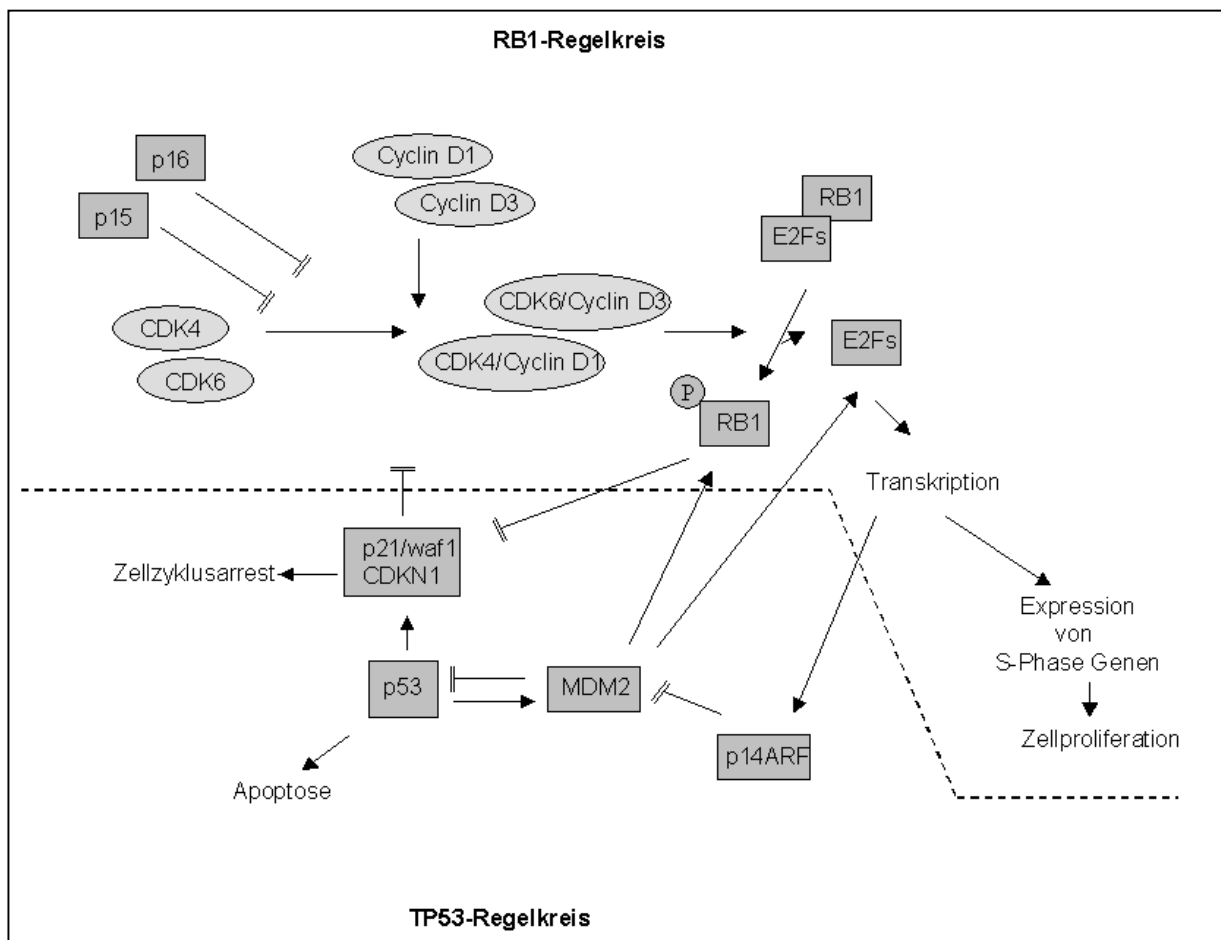 RB1-Regelkreis
p16
p15
Cyclin D1
Cyclin D3
RB1
E2Fs
CDK6/Cyclin D3
CDK4
CDK4/Cyclin D1
CDK6
E2Fs
P
RB1
Transkription
p21/waf1
CDKN1
Zellzyklusarrest
Expression
von
S-Phase Genen
p53
MDM2
p14ARF
Zellproliferation
Apoptose
TP53-Regelkreis